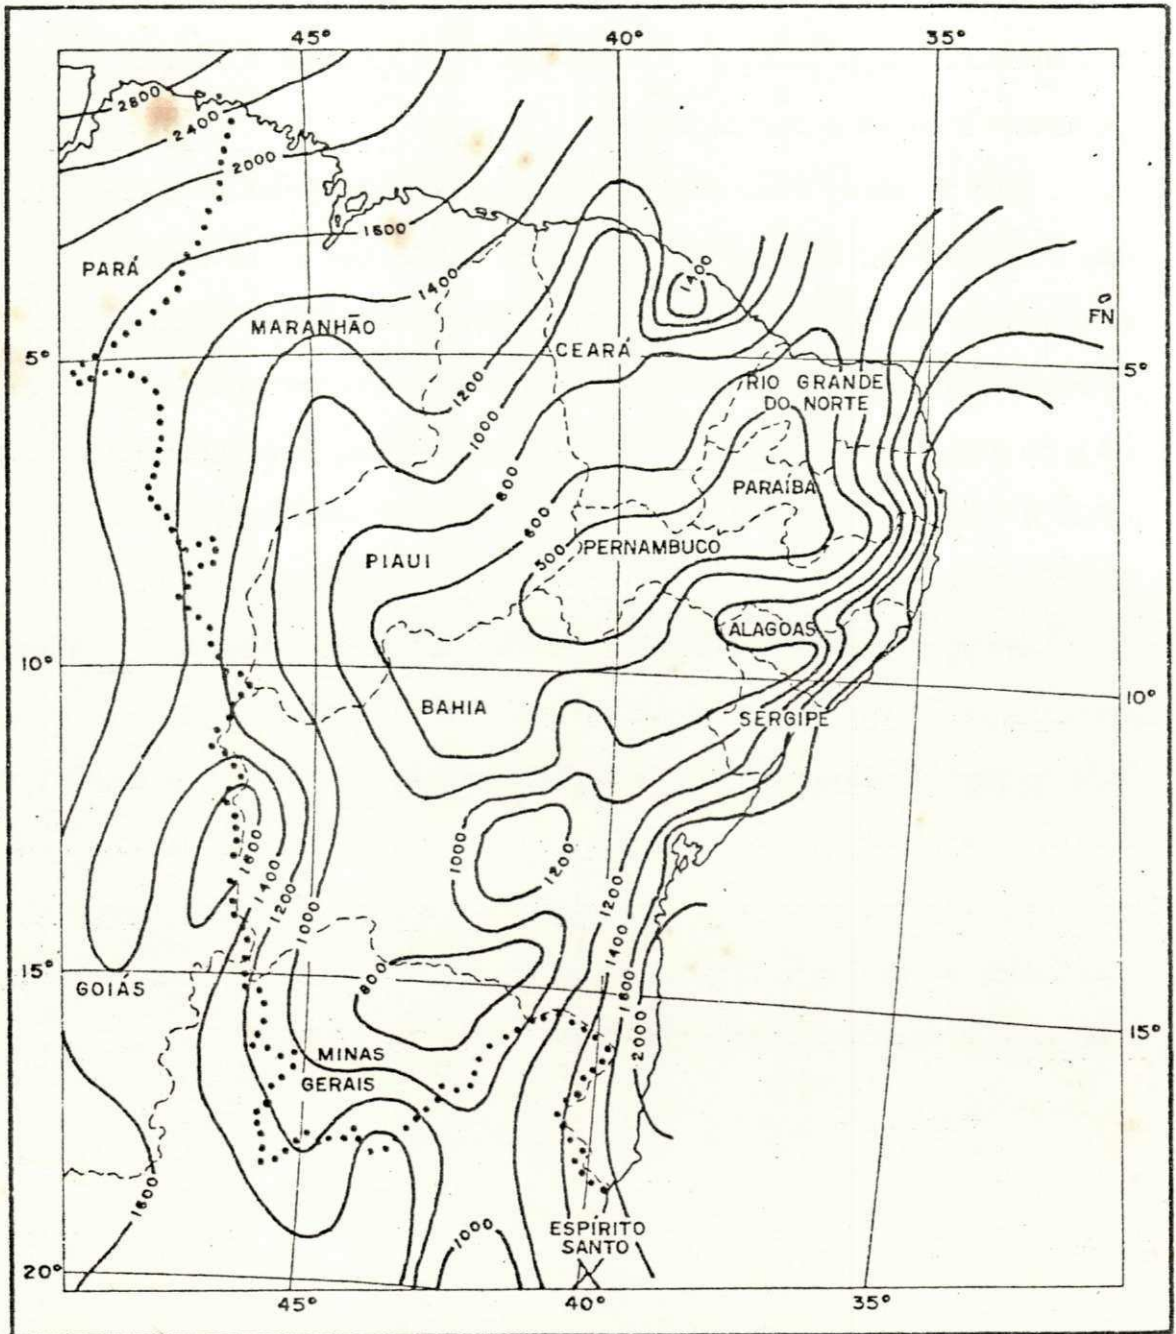 45°
40°
35°
2800
2400
2000
1600
PARÁ
1400
1400
MARANHÃO
FN
CEARÁ
5°
5°
1200
RIO GRANDE
DO NORTE
1000
800
PARAÍBA
600
PIAUI
500
PERNAMBUCO
ALAGOAS
10°
10°
BAHIA
SERGIPE
1000
1200
1600
1400
1200
1000
1200
1400
1600
2000
15°
GOIÁS
800
15°
MINAS
GERAIS
1600
1000
ESPÍRITO
SANTO
20°
45°
40°
35°